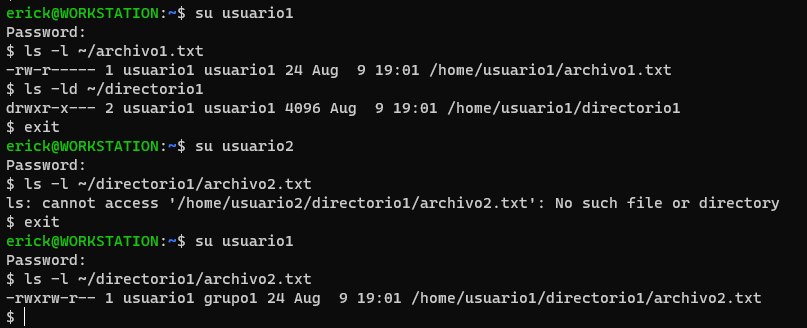 erick@WORKSTATION:~$ su usuario1
Password:
$ ls -l ~/archivo1.txt
-rw-r----- 1 usuario1 usuario1 24 Aug  9 19:01 /home/usuario1/archivo1.txt
$ ls -ld ~/directorio1
drwxr-x--- 2 usuario1 usuario1 4096 Aug  9 19:01 /home/usuario1/directorio1
$ exit
erick@WORKSTATION:~$ su usuario2
Password:
$ ls -l ~/directorio1/archivo2.txt
ls: cannot access '/home/usuario2/directorio1/archivo2.txt': No such file or directory
$ exit
erick@WORKSTATION:~$ su usuario1
Password:
$ ls -l ~/directorio1/archivo2.txt
-rwxrw-r-- 1 usuario1 grupo1 24 Aug  9 19:01 /home/usuario1/directorio1/archivo2.txt
$